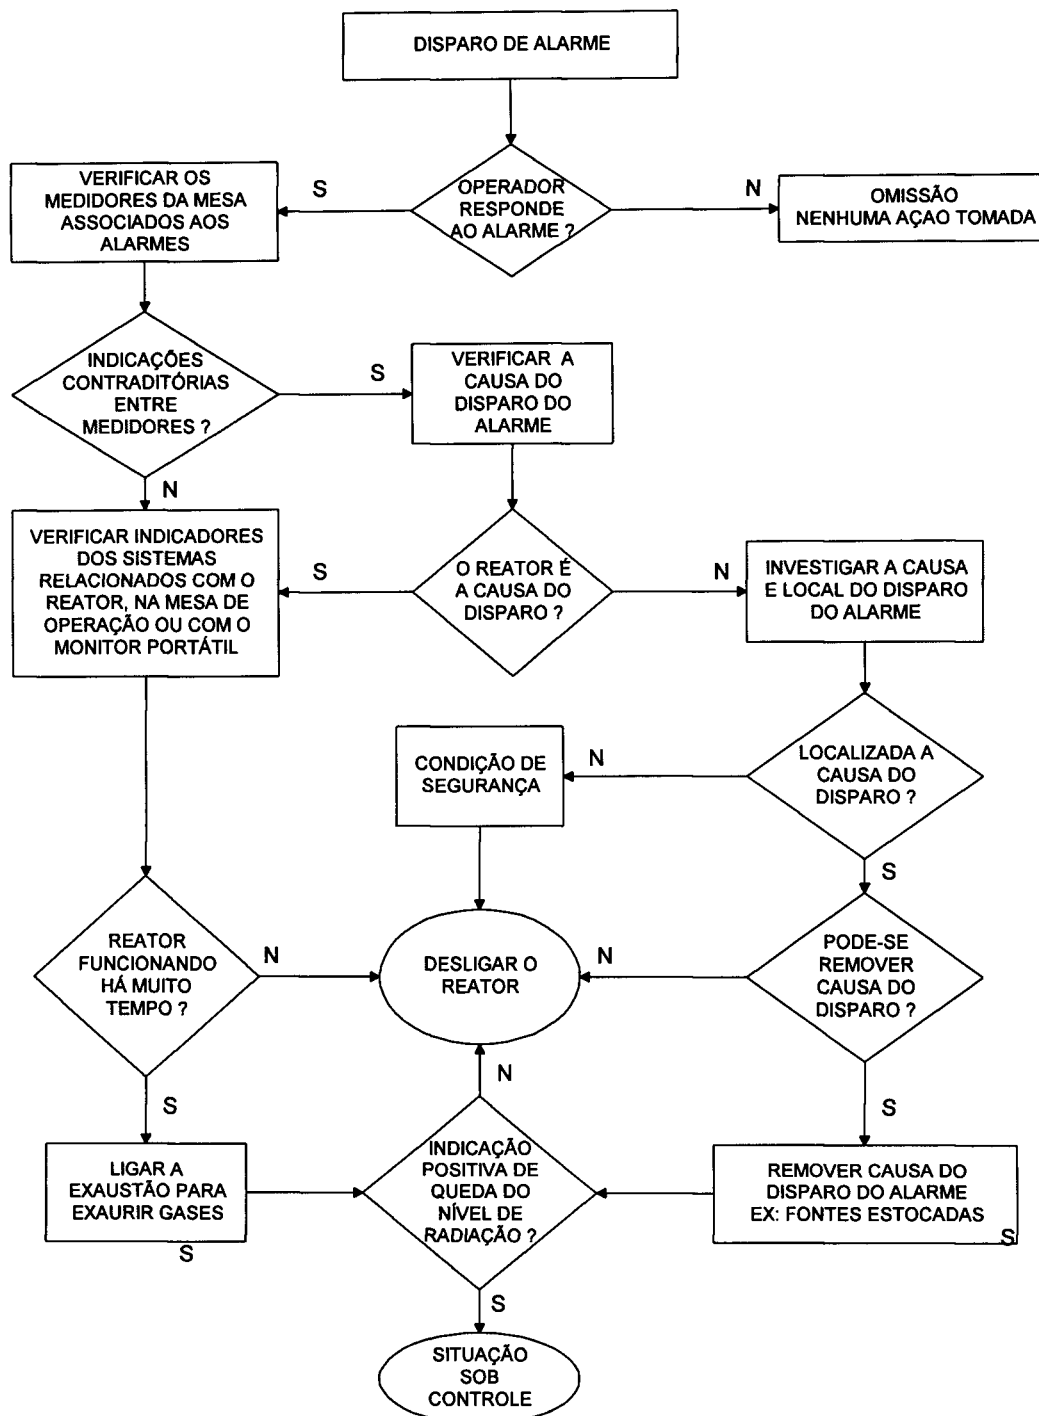 DISPARO DE ALARME
VERIFICAR OS
MEDIDORES DA MESA
ASSOCIADOS AOS
ALARMES
S
OPERADOR
RESPONDE
AO ALARME ?
N
OMISSÃO
NENHUMA AÇAO TOMADA
INDICAÇÕES
CONTRADITÓRIAS
ENTRE
MEDIDORES ?
S
VERIFICAR A
CAUSA DO
DISPARO DO
ALARME
N
VERIFICAR INDICADORES
DOS SISTEMAS
RELACIONADOS COM O
REATOR, NA MESA DE
OPERAÇÃO OU COM O
MONITOR PORTÁTIL
S
O REATOR É
A CAUSA DO
DISPARO ?
N
INVESTIGAR A CAUSA
E LOCAL DO DISPARO
DO ALARME
CONDIÇÃO DE
SEGURANÇA
N
LOCALIZADA A
CAUSA DO
DISPARO ?
S
REATOR
FUNCIONANDO
HÁ MUITO
TEMPO ?
N
DESLIGAR O
REATOR
N
PODE-SE
REMOVER
CAUSA DO
DISPARO ?
S
N
S
LIGAR A
EXAUSTÃO PARA
EXAURIR GASES
S
INDICAÇÃO
POSITIVA DE
QUEDA DO
NÍVEL DE
RADIAÇÃO ?
REMOVER CAUSA DO
DISPARO DO ALARME
EX: FONTES ESTOCADAS
S
S
SITUAÇÃO
SOB
CONTROLE